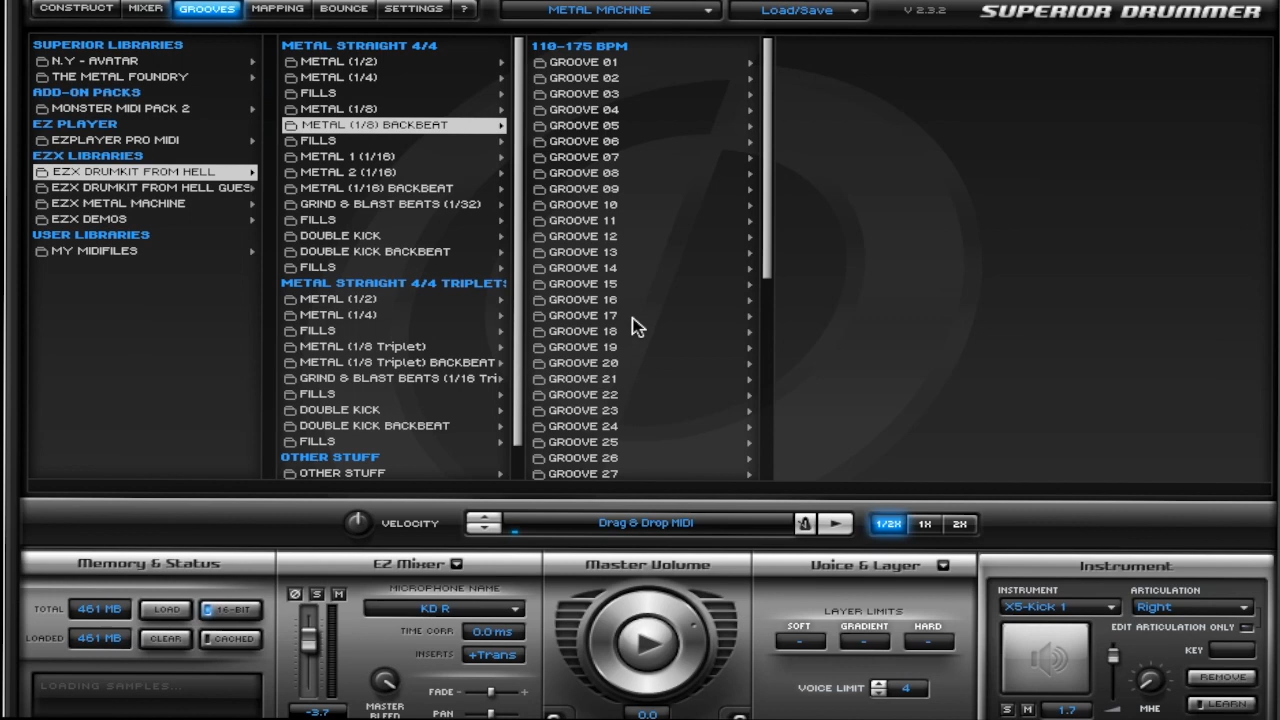 CONSTRUCT MIXER GROOVES MAPPING BOUNCE SETTINGS ? METAL MACHINE Load/Save V 2.3.2 SUPERIOR DRUMMER
SUPERIOR LIBRARIES
N.Y - AVATAR
THE METAL FOUNDRY
ADD-ON PACKS
MONSTER MIDI PACK 2
EZ PLAYER
EZPLAYER PRO MIDI
EZX LIBRARIES
EZX DRUMKIT FROM HELL
EZX DRUMKIT FROM HELL GUES
EZX METAL MACHINE
EZX DEMOS
USER LIBRARIES
MY MIDIFILES
METAL STRAIGHT 4/4
METAL (1/2)
METAL (1/4)
FILLS
METAL (1/8)
METAL (1/8) BACKBEAT
FILLS
METAL 1 (1/16)
METAL 2 (1/16)
METAL (1/16) BACKBEAT
GRIND & BLAST BEATS (1/32)
FILLS
DOUBLE KICK
DOUBLE KICK BACKBEAT
FILLS
METAL STRAIGHT 4/4 TRIPLETS
METAL (1/2)
METAL (1/4)
FILLS
METAL (1/8 Triplet)
METAL (1/8 Triplet) BACKBEAT
GRIND & BLAST BEATS (1/16 Tri
FILLS
DOUBLE KICK
DOUBLE KICK BACKBEAT
FILLS
OTHER STUFF
OTHER STUFF
110-175 BPM
GROOVE 01
GROOVE 02
GROOVE 03
GROOVE 04
GROOVE 05
GROOVE 06
GROOVE 07
GROOVE 08
GROOVE 09
GROOVE 10
GROOVE 11
GROOVE 12
GROOVE 13
GROOVE 14
GROOVE 15
GROOVE 16
GROOVE 17
GROOVE 18
GROOVE 19
GROOVE 20
GROOVE 21
GROOVE 22
GROOVE 23
GROOVE 24
GROOVE 25
GROOVE 26
GROOVE 27
VELOCITY Drag & Drop MIDI 1/2X 1X 2X
Memory & Status
TOTAL 461 MB LOAD 16-BIT
LOADED 461 MB CLEAR CACHED
LOADING SAMPLES...
EZ Mixer
Ø S M MICROPHONE NAME
KD R
TIME CORR 0.0 ms
INSERTS +Trans
FADE - +
MASTER BLEED
PAN
-3.7
Master Volume
0.0
Voice & Layer
LAYER LIMITS
SOFT GRADIENT HARD
- - -
VOICE LIMIT 4
Instrument
INSTRUMENT ARTICULATION
X5-Kick 1 Right
EDIT ARTICULATION ONLY
KEY
REMOVE
S M 1.7 MHE LEARN